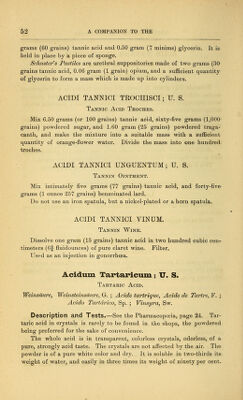 52 A COMPANION TO THE
grams (60 grains) tannic acid and 0.50 gram (7 minims) glycerin. It is
held in place by a piece of sponge.
Schuster's Pastiles are urethral suppositories made of two grams (30
grains tannic acid, 0.06 gram (1 grain) opium, and a sufficient quantity
of glycerin to form a mass which is made up into cylinders.
ACIDI TANNICI TROCHISCI; U. S.
TANNIC ACID TROCHES.
Mix 6.50 grams (or 100 grains) tannic acid, sixty-five grams (1,000
grains) powdered sugar, and 1.60 gram (25 grains) powdered traga-
canth, and make the mixture into a suitable mass with a sufficient
quantity of orange-flower water. Divide the mass into one hundred
troches.
ACIDI TANNICI UNGUENTUM; U. S.
TANNIN OINTMENT.
Mix intimately five grams (77 grains) tannic acid, and forty-five
grams (1 ounce 257 grains) benzoinated lard.
Do not use an iron spatula, but a nickel-plated or a horn spatula.
ACIDI TANNICI VINUM.
TANNIN WINE.
Dissolve one gram (15 grains) tannic acid in two hundred cubic cen-
timeters (6¾ fluidounces) of pure claret wine. Filter.
Used as an injection in gonorrhœa.
Acidum Tartaricum; U. S.
TARTARIC ACID.
Weinsäure, Weinsteinsäure, G.; Acide tartrique, Acide de Tartre, F.;
Acido Tartárico, Sp.; Vinsyra, Sw.
Description and Tests.—See the Pharmacopœia, page 24. Tar-
taric acid in crystals is rarely to be found in the shops, the powdered
being preferred for the sake of convenience.
The whole acid is in transparent, colorless crystals, odorless, of a
pure, strongly acid taste. The crystals are not affected by the air. The
powder is of a pure white color and dry. It is soluble in two-thirds its
weight of water, and easily in three times its weight of ninety per cent.